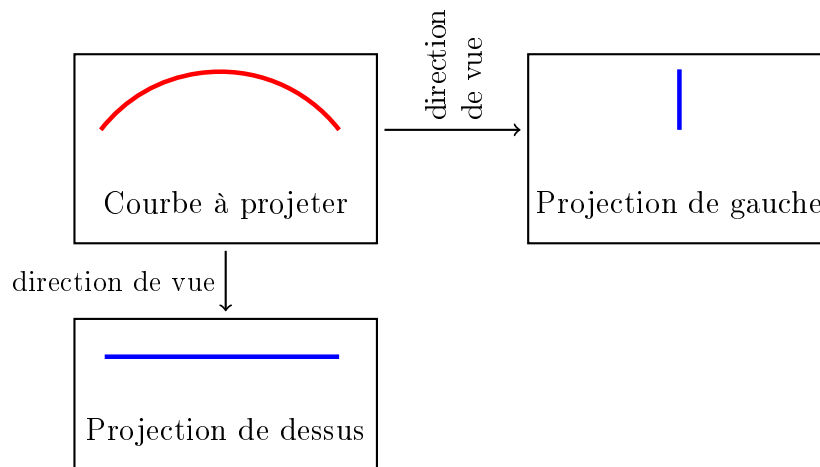 direction
de vue
Courbe à projeter
Projection de gauche
direction de vue
Projection de dessus